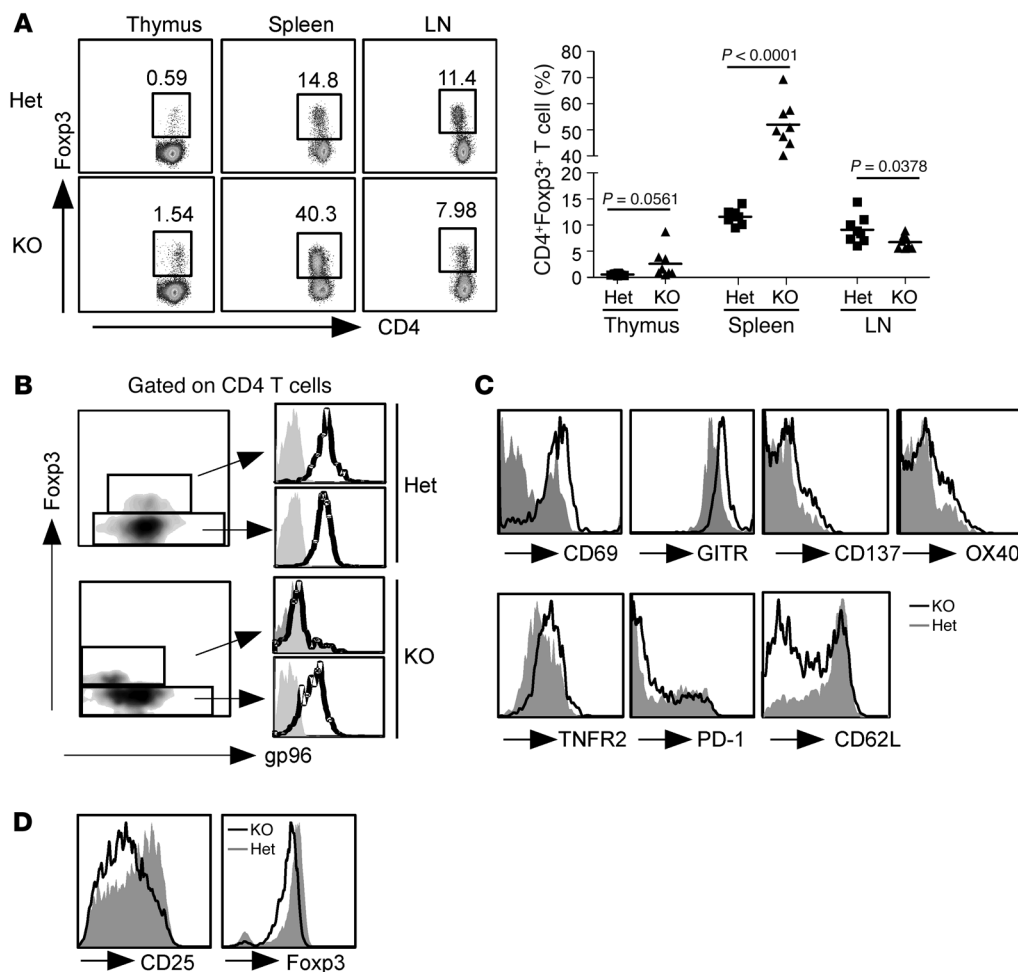 A
Thymus Spleen LN
Het
Foxp3
0.59 14.8 11.4
KO
1.54 40.3 7.98
CD4
CD4+Foxp3+ T cell (%)
80
70
60
50
40
20
15
10
5
0
P < 0.0001
P = 0.0378
P = 0.0561
Het KO Het KO Het KO
Thymus Spleen LN
B
Gated on CD4 T cells
Foxp3
Het
KO
gp96
C
CD69 GITR CD137 OX40
KO
Het
TNFR2 PD-1 CD62L
D
KO
Het
CD25 Foxp3